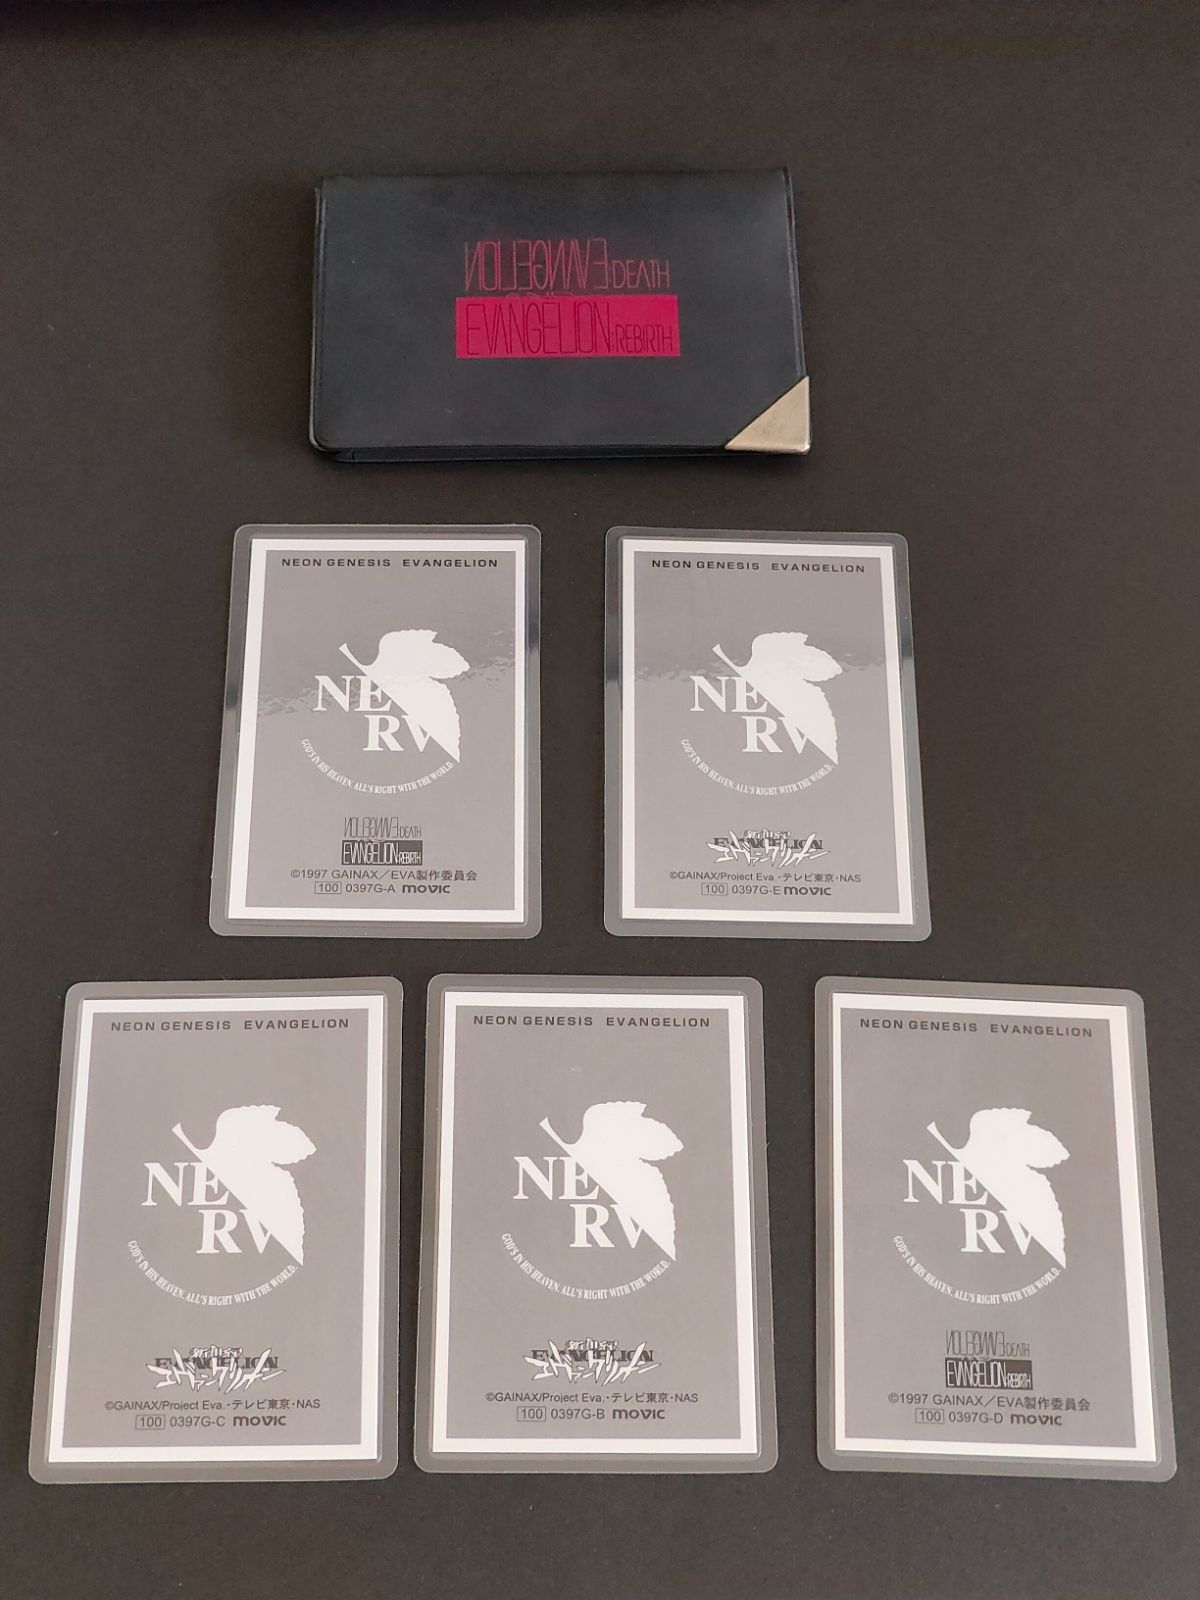 EVANGELION:DEATH
EVANGELION:REBIRTH
NEON GENESIS EVANGELION
NERV
GOD'S IN HIS HEAVEN. ALL'S RIGHT WITH THE WORLD.
EVANGELION:DEATH
EVANGELION:REBIRTH
©1997 GAINAX／EVA製作委員会
100 0397G-A movic
NEON GENESIS EVANGELION
NERV
GOD'S IN HIS HEAVEN. ALL'S RIGHT WITH THE WORLD.
新世紀
EVANGELION
エヴァンゲリオン
©GAINAX/Project Eva.・テレビ東京・NAS
100 0397G-E movic
NEON GENESIS EVANGELION
NERV
GOD'S IN HIS HEAVEN. ALL'S RIGHT WITH THE WORLD.
新世紀
EVANGELION
エヴァンゲリオン
©GAINAX/Project Eva.・テレビ東京・NAS
100 0397G-C movic
NEON GENESIS EVANGELION
NERV
GOD'S IN HIS HEAVEN. ALL'S RIGHT WITH THE WORLD.
新世紀
EVANGELION
エヴァンゲリオン
©GAINAX/Project Eva.・テレビ東京・NAS
100 0397G-B movic
NEON GENESIS EVANGELION
NERV
GOD'S IN HIS HEAVEN. ALL'S RIGHT WITH THE WORLD.
EVANGELION:DEATH
EVANGELION:REBIRTH
©1997 GAINAX／EVA製作委員会
100 0397G-D movic